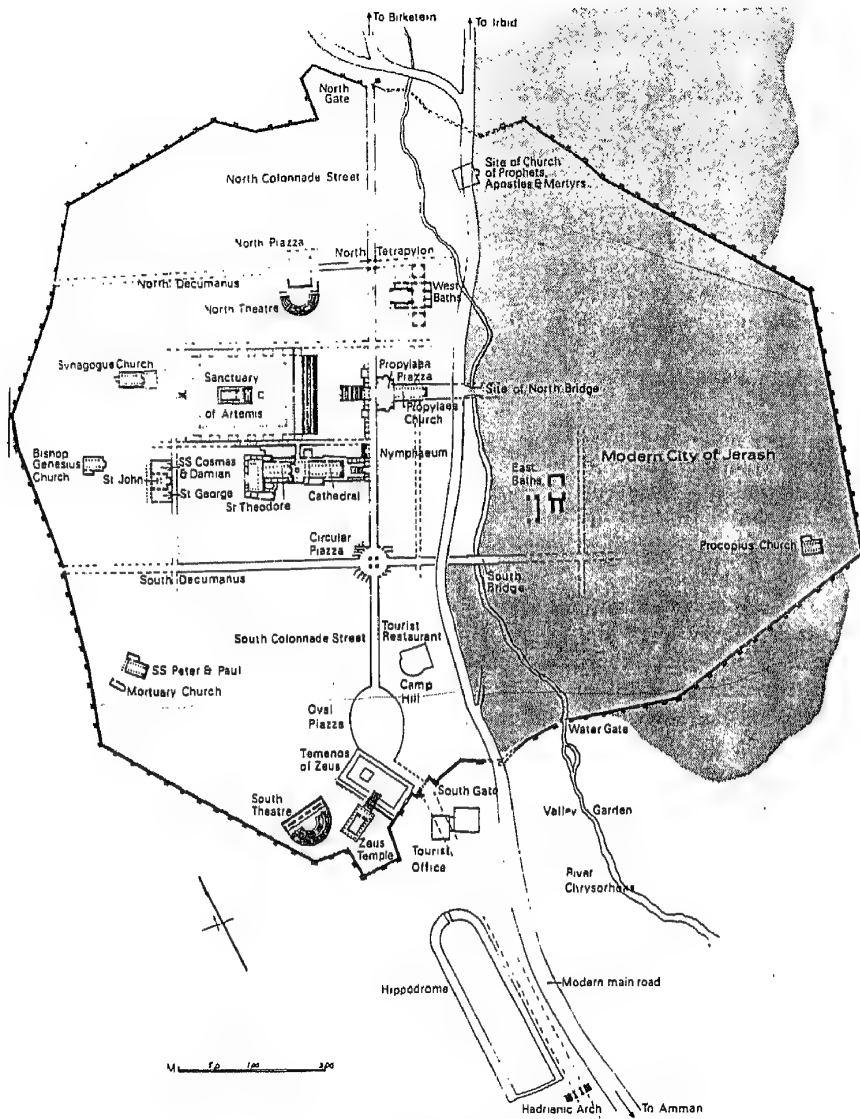 To Birketein
To Irbid
North
Gate
Site of Church
of Prophets,
Apostles & Martyrs
North Colonnade Street
North Piazza
North Tetrapylon
North Decumanus
North Theatre
West
Baths
Synagogue Church
Sanctuary
of Artemis
Propylaea
Piazza
Propylaea
Church
Site of North Bridge
Bishop
Genesius
Church
St John
SS Cosmas
& Damian
St George
St Theodore
Cathedral
Nymphaeum
East
Baths
Modern City of Jerash
Procopius Church
Circular
Piazza
South Decumanus
South
Bridge
South Colonnade Street
Tourist
Restaurant
Camp
Hill
SS Peter & Paul
Mortuary Church
Oval
Piazza
Water Gate
Temenos
of Zeus
South Gate
South
Theatre
Zeus
Temple
Tourist
Office
Valley Garden
River
Chrysorhoas
Hippodrome
Modern main road
M
50
100
200
Hadrianic Arch
To Amman